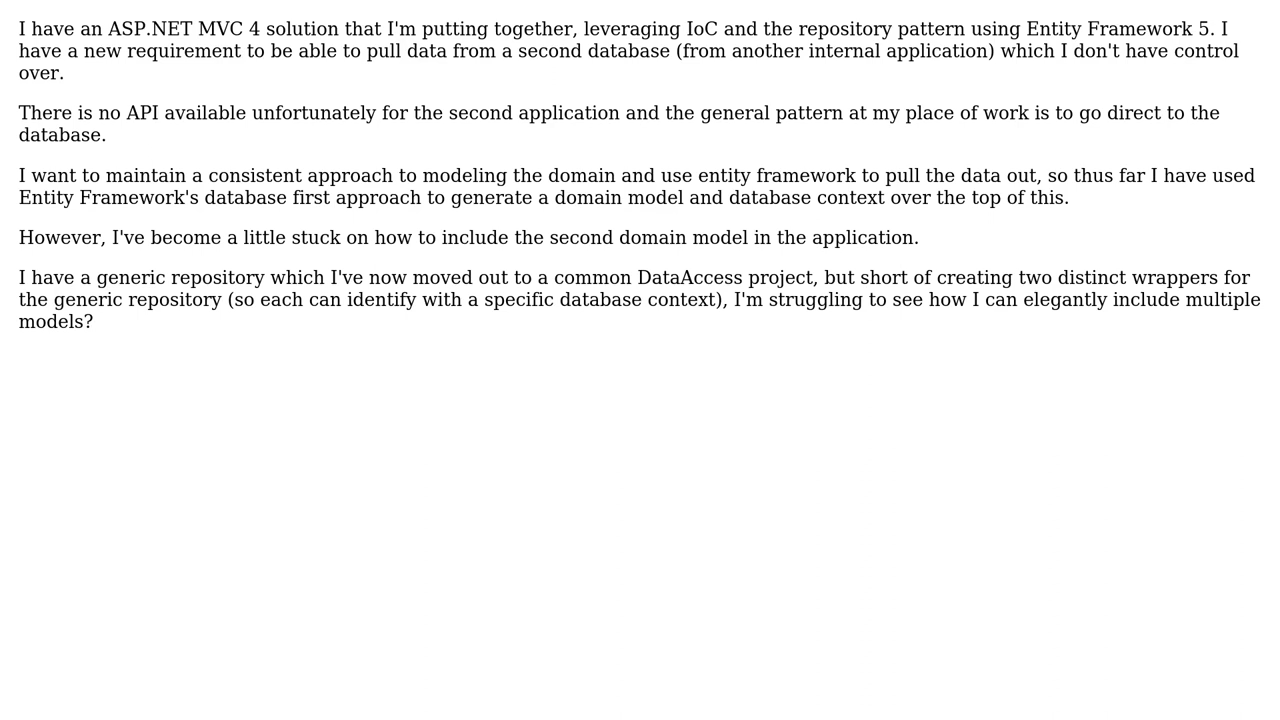 I have an ASP.NET MVC 4 solution that I'm putting together, leveraging IoC and the repository pattern using Entity Framework 5. I
have a new requirement to be able to pull data from a second database (from another internal application) which I don't have control
over.
There is no API available unfortunately for the second application and the general pattern at my place of work is to go direct to the
database.
I want to maintain a consistent approach to modeling the domain and use entity framework to pull the data out, so thus far I have used
Entity Framework's database first approach to generate a domain model and database context over the top of this.
However, I've become a little stuck on how to include the second domain model in the application.
I have a generic repository which I've now moved out to a common DataAccess project, but short of creating two distinct wrappers for
the generic repository (so each can identify with a specific database context), I'm struggling to see how I can elegantly include multiple
models?